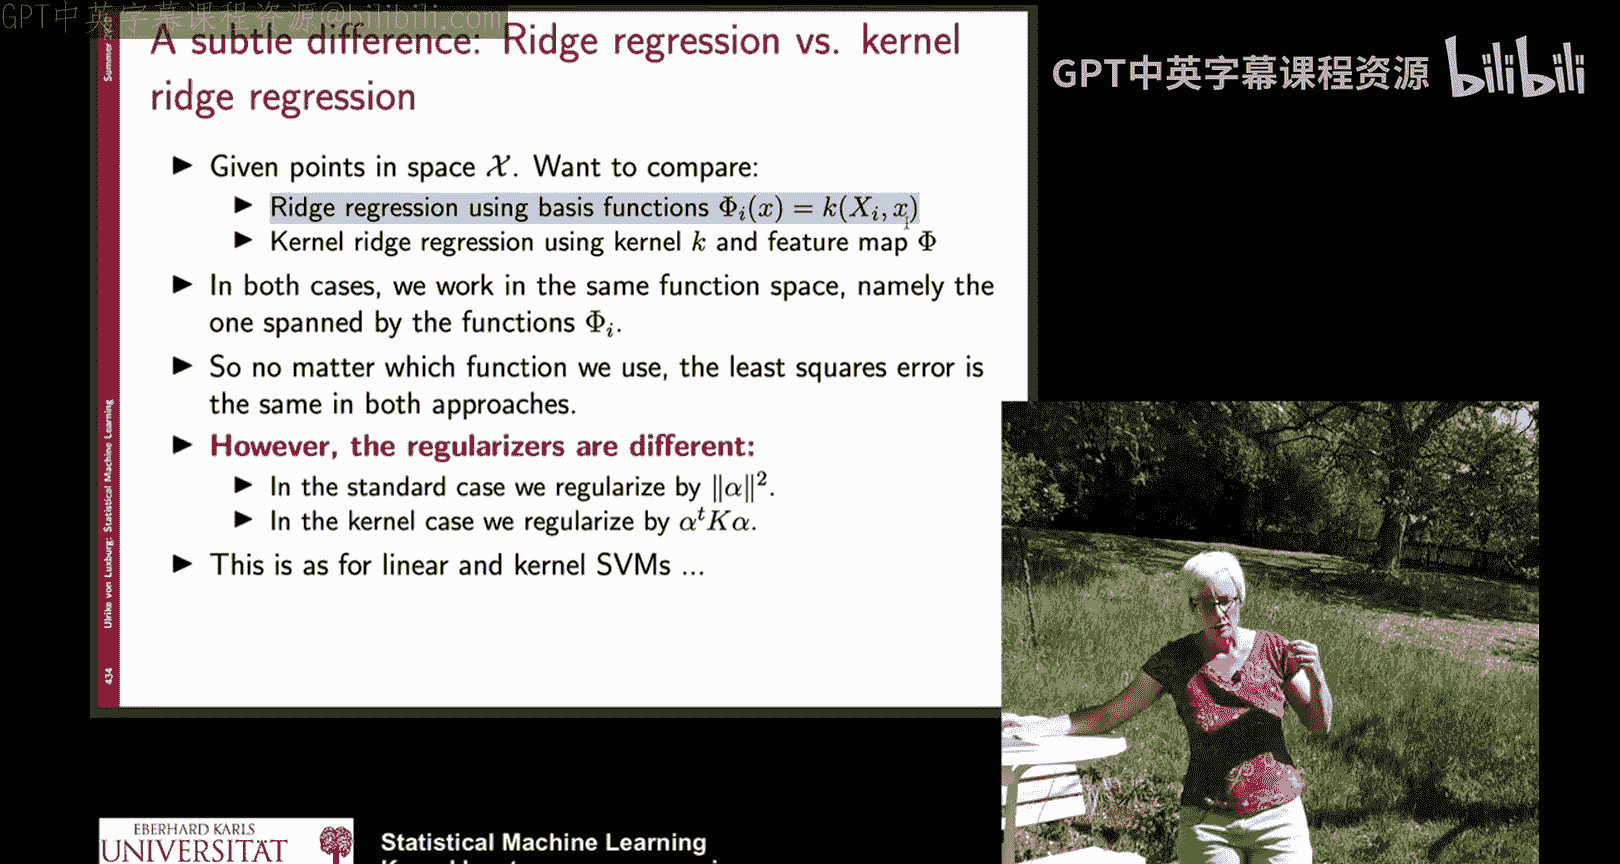 GPT中英字幕课程资源@bilibili.com
GPT中英字幕课程资源 bilibili
Summer
A subtle difference: Ridge regression vs. kernel
ridge regression
► Given points in space 𝒳. Want to compare:
► Ridge regression using basis functions Φᵢ(x) = k(Xᵢ, x)
► Kernel ridge regression using kernel k and feature map Φ
► In both cases, we work in the same function space, namely the
one spanned by the functions Φᵢ.
► So no matter which function we use, the least squares error is
the same in both approaches.
► However, the regularizers are different:
► In the standard case we regularize by ‖α‖².
► In the kernel case we regularize by αᵗKα.
► This is as for linear and kernel SVMs ...
Ulrike von Luxburg: Statistical Machine Learning
434
EBERHARD KARLS
UNIVERSITÄT
Statistical Machine Learning